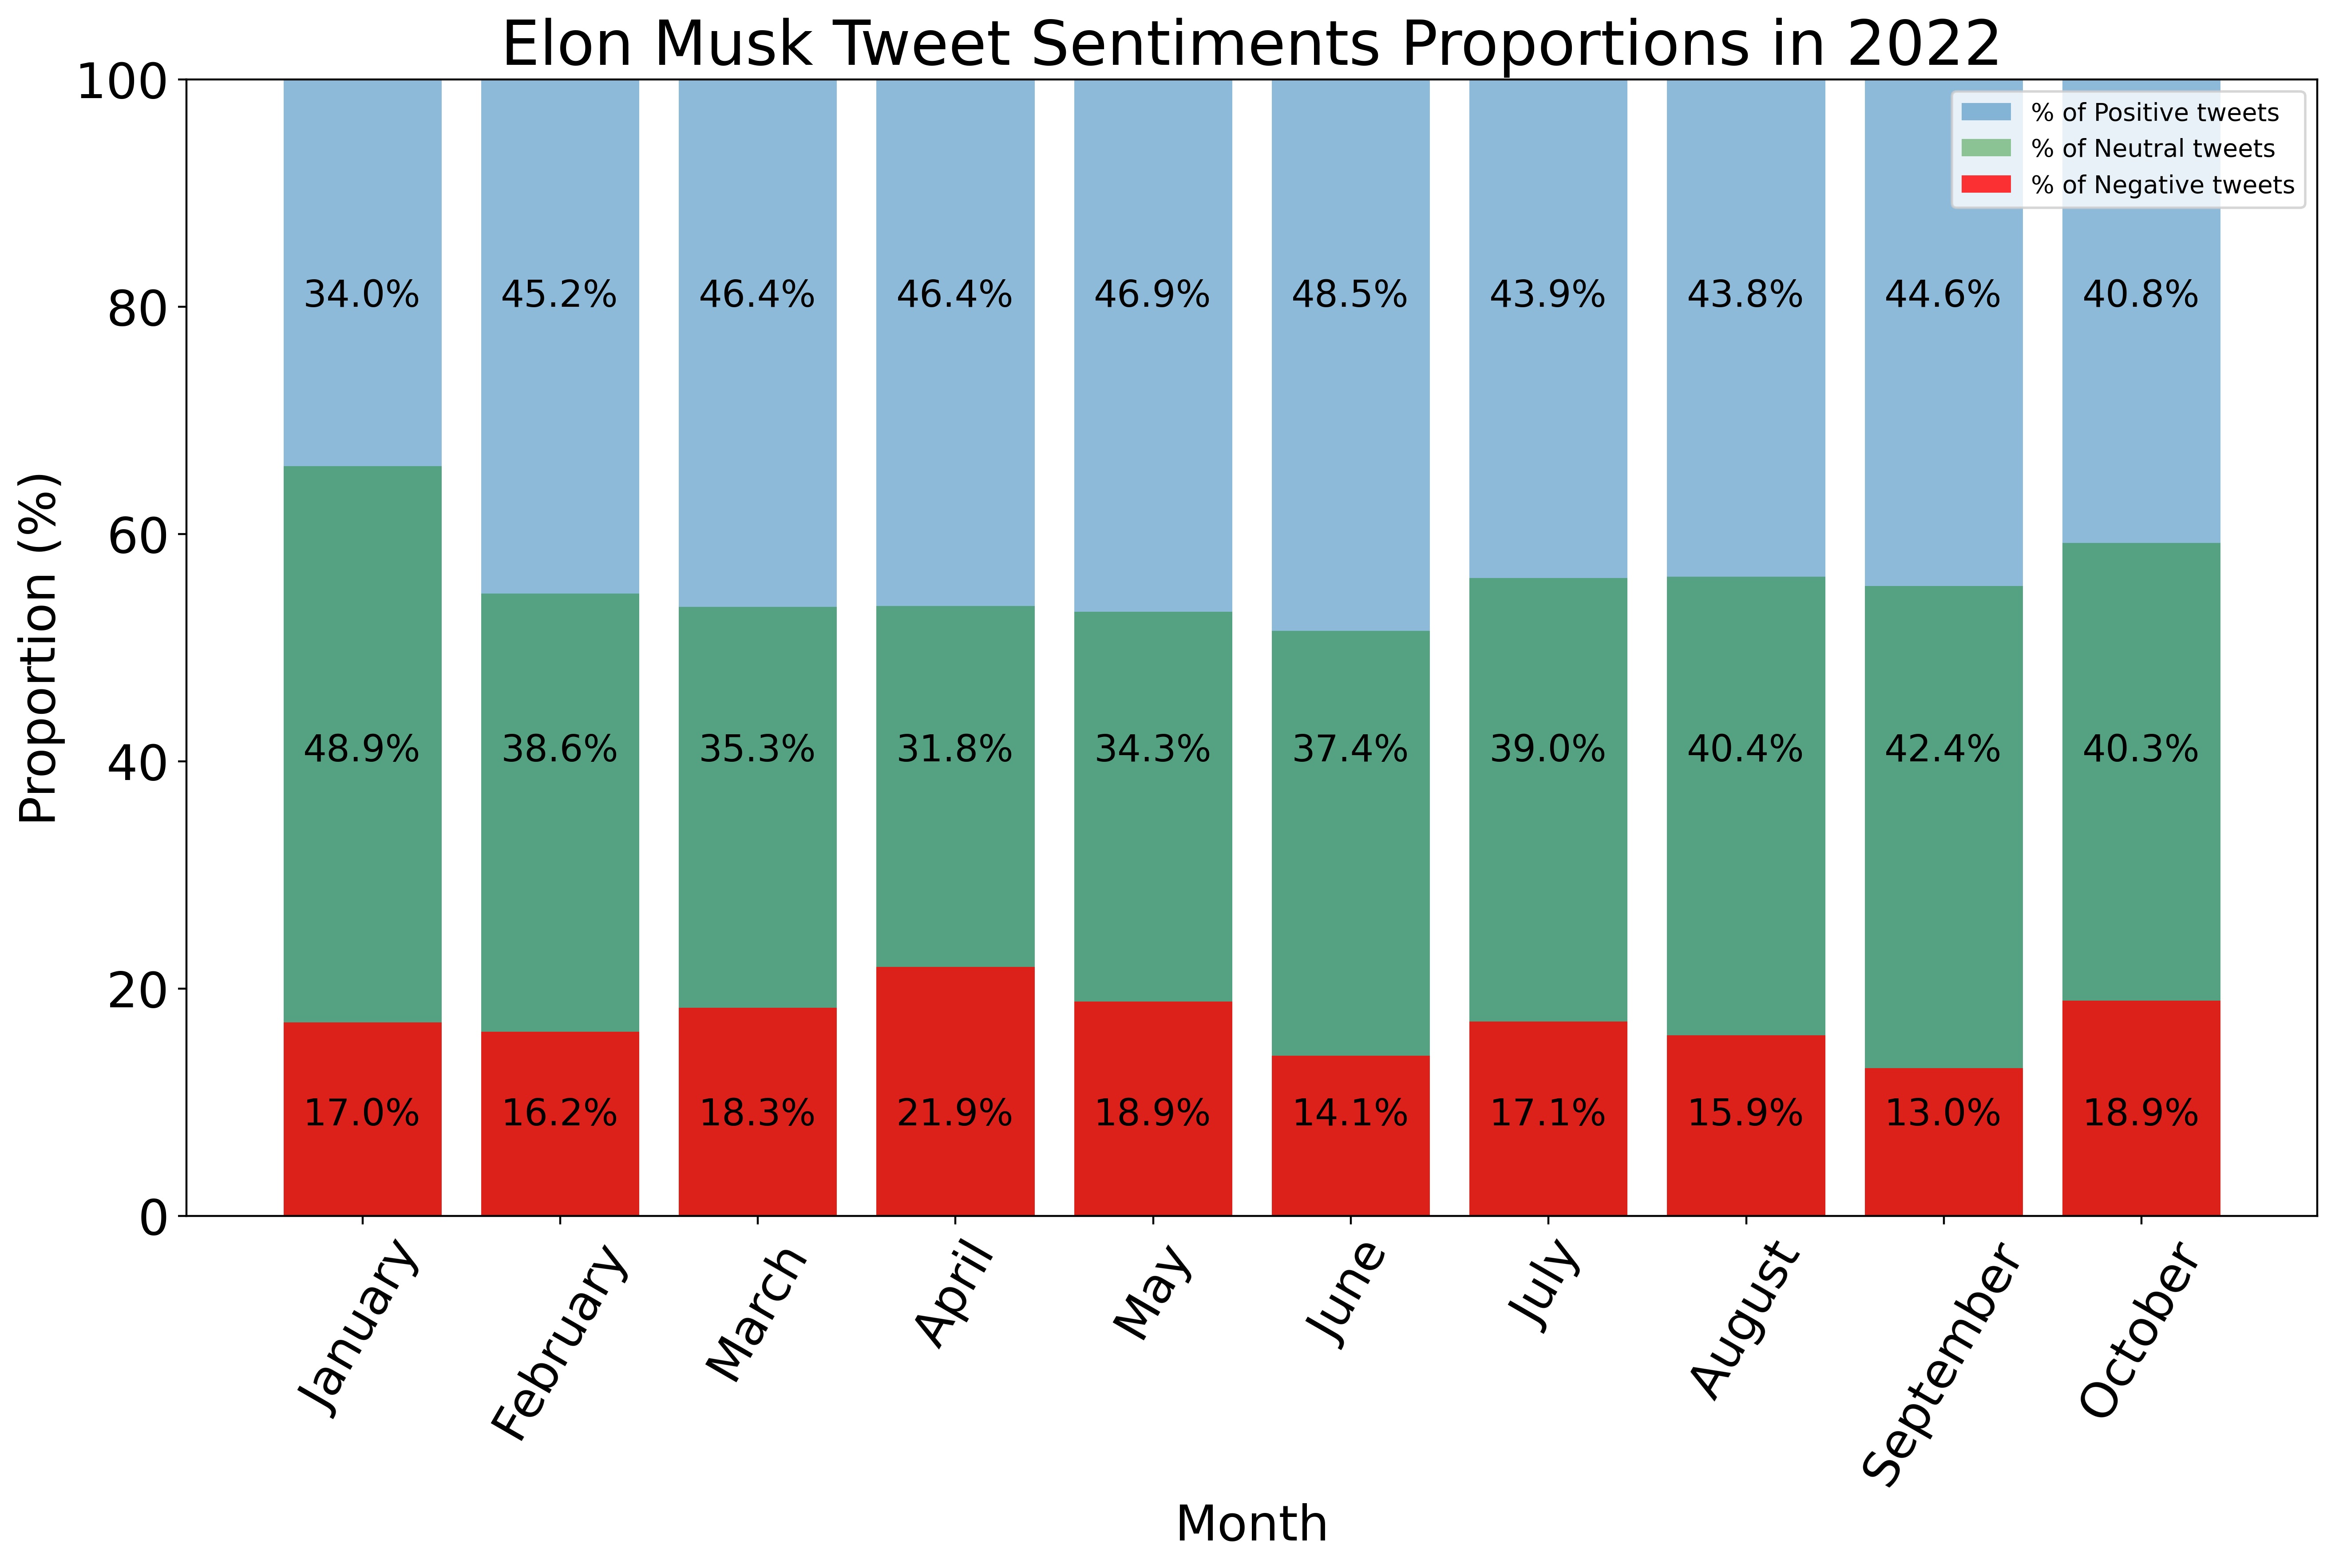 Elon Musk Tweet Sentiments Proportions in 2022
% of Positive tweets
% of Neutral tweets
% of Negative tweets
Proportion (%)
100
80
60
40
20
0
34.0% 45.2% 46.4% 46.4% 46.9% 48.5% 43.9% 43.8% 44.6% 40.8%
48.9% 38.6% 35.3% 31.8% 34.3% 37.4% 39.0% 40.4% 42.4% 40.3%
17.0% 16.2% 18.3% 21.9% 18.9% 14.1% 17.1% 15.9% 13.0% 18.9%
January February March April May June July August September October
Month